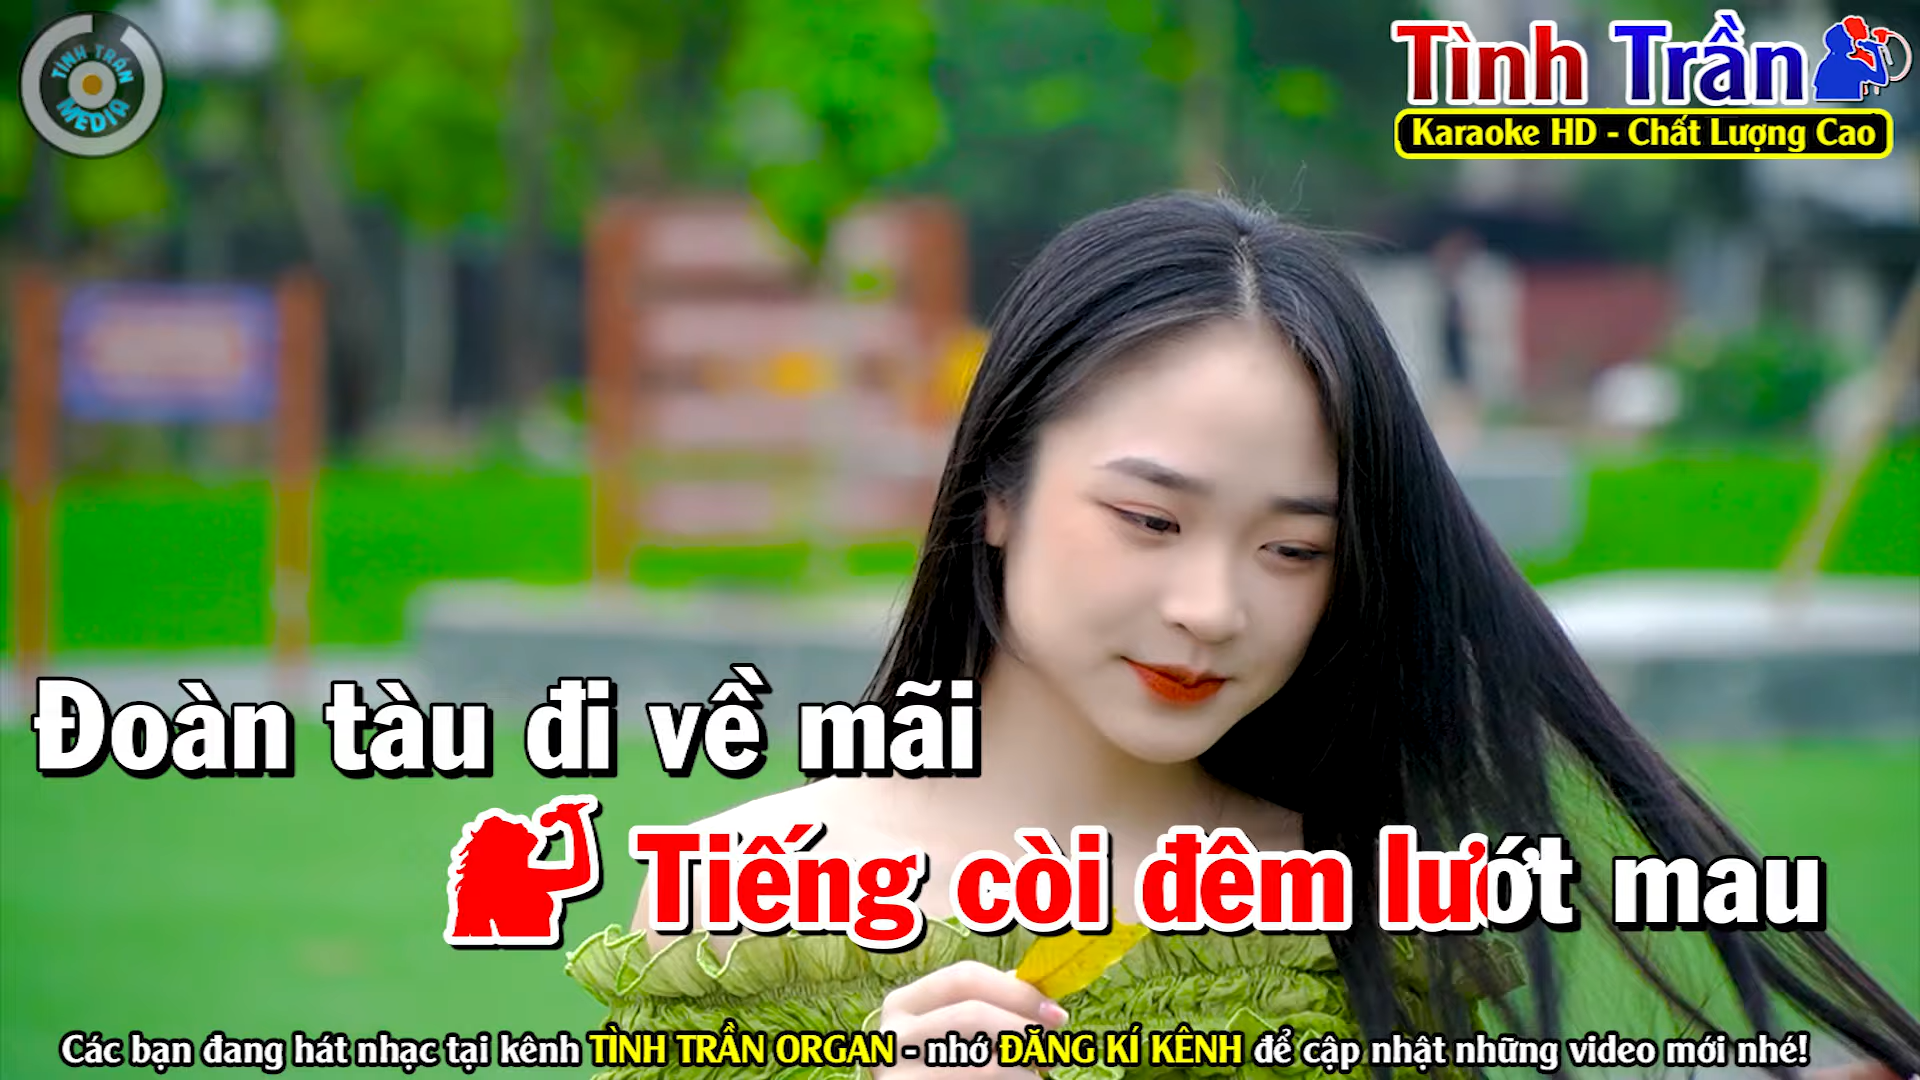 TÌNH TRẦN
MEDIA
Tình Trần
Karaoke HD - Chất Lượng Cao
Đoàn tàu đi về mãi
Tiếng còi đêm lướt mau
Các bạn đang hát nhạc tại kênh TÌNH TRẦN ORGAN - nhớ ĐĂNG KÍ KÊNH để cập nhật những video mới nhé!